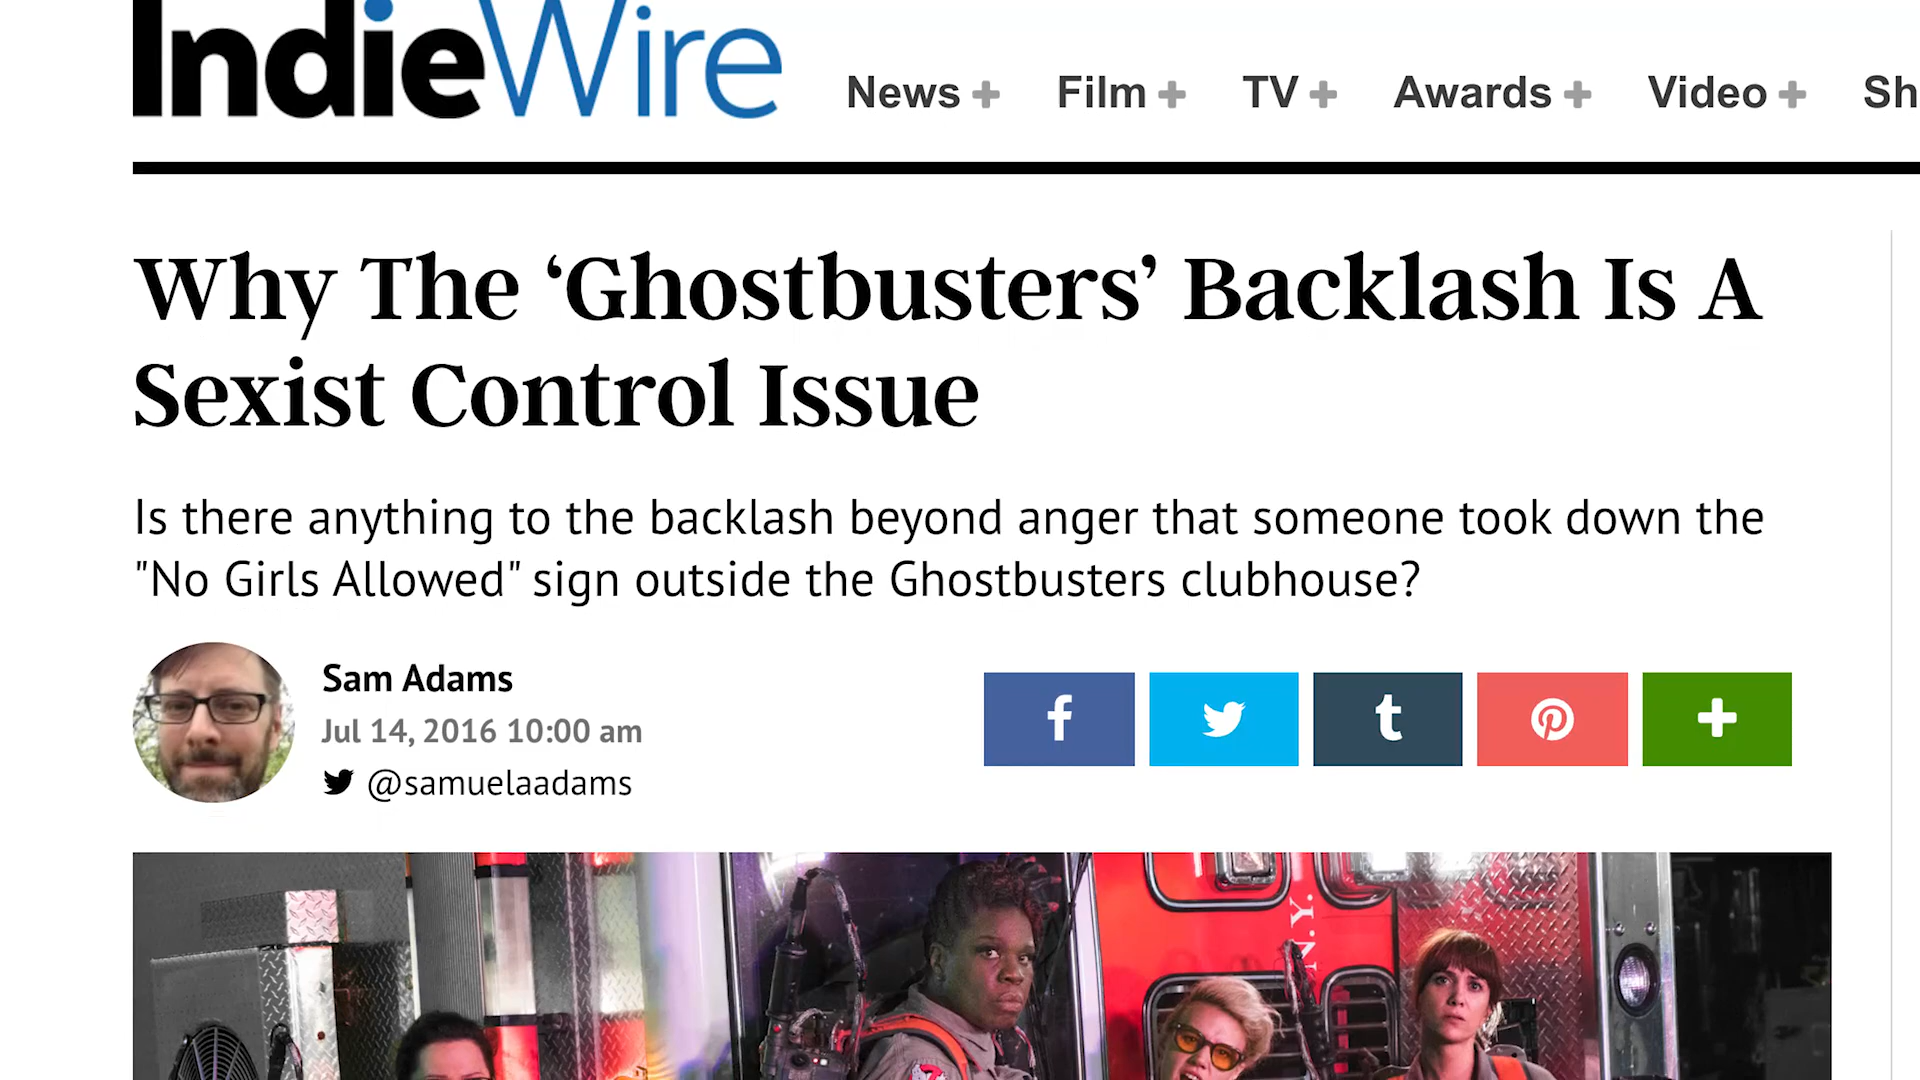 IndieWire
News + Film + TV + Awards + Video + Sh
Why The ‘Ghostbusters’ Backlash Is A
Sexist Control Issue
Is there anything to the backlash beyond anger that someone took down the
"No Girls Allowed" sign outside the Ghostbusters clubhouse?
Sam Adams
Jul 14, 2016 10:00 am
@samuelaadams
N.Y.